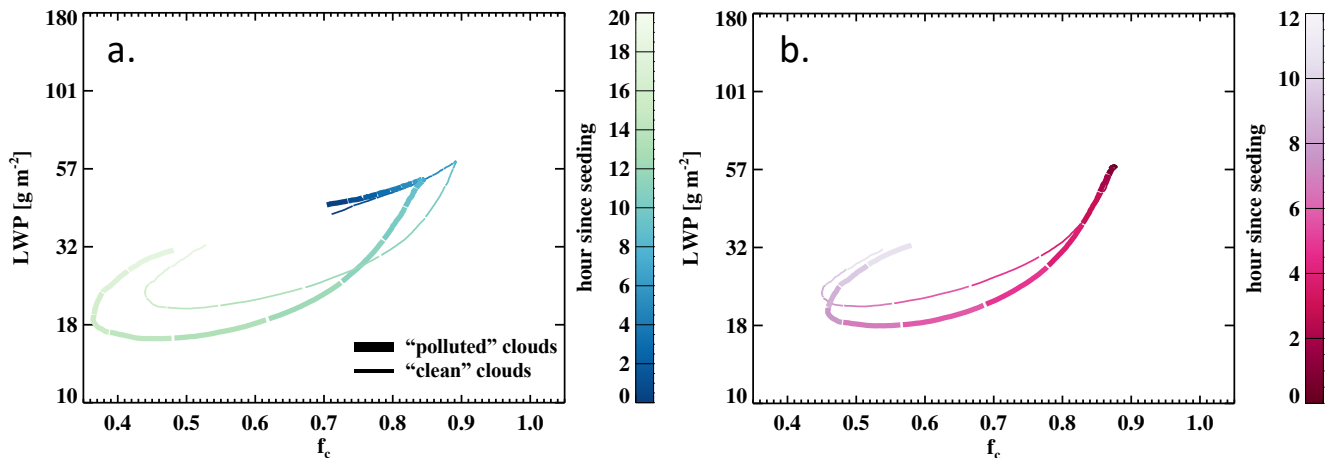 a.
180
101
57
32
18
10
LWP [g m⁻²]
0.4 0.5 0.6 0.7 0.8 0.9 1.0
f_c
"polluted" clouds
"clean" clouds
20
18
16
14
12
10
8
6
4
2
0
hour since seeding
b.
180
101
57
32
18
10
LWP [g m⁻²]
0.4 0.5 0.6 0.7 0.8 0.9 1.0
f_c
12
10
8
6
4
2
0
hour since seeding